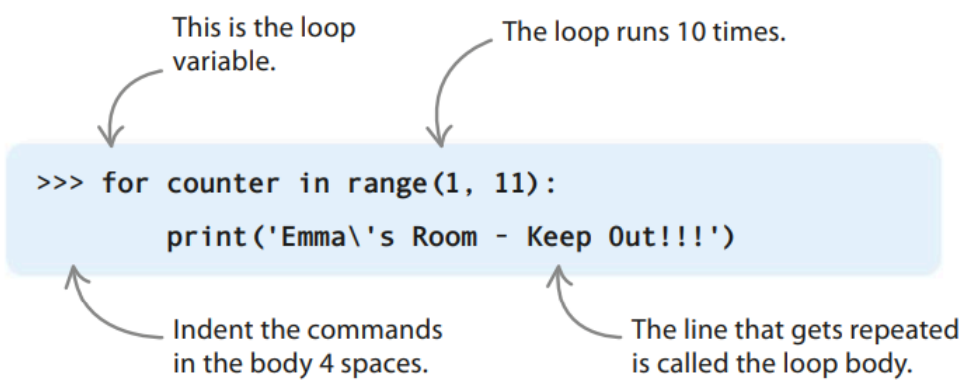 This is the loop
variable.
The loop runs 10 times.
>>> for counter in range(1, 11):
print('Emma\'s Room - Keep Out!!!')
Indent the commands
in the body 4 spaces.
The line that gets repeated
is called the loop body.